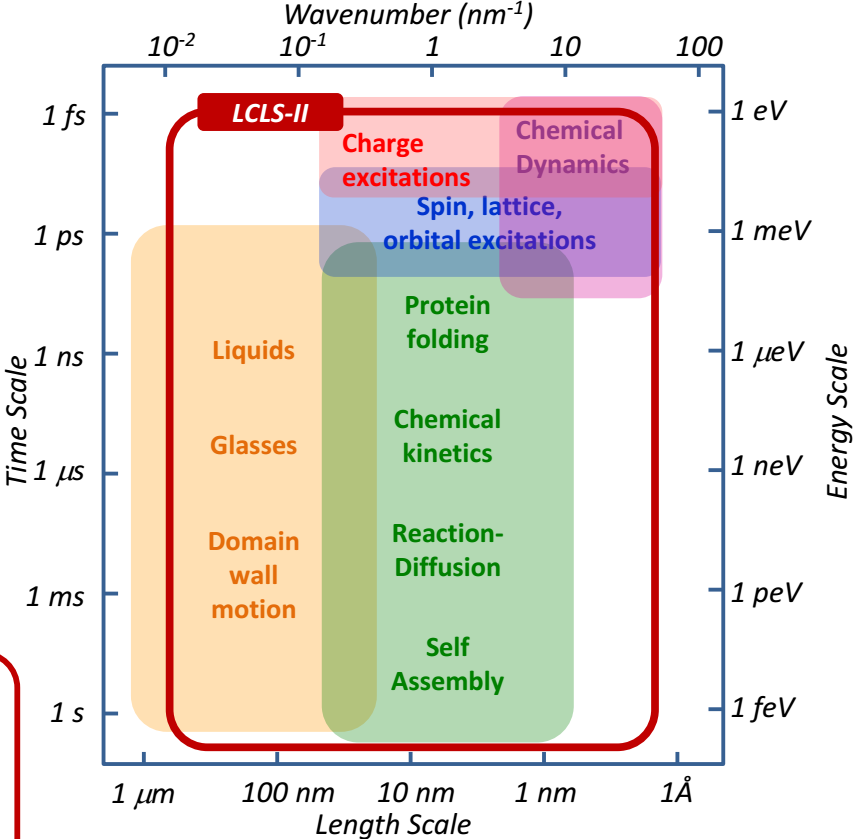 Wavenumber (nm-1)
10-2 10-1 1 10 100
LCLS-II
1 fs
1 ps
1 ns
1 μs
1 ms
1 s
Time Scale
Charge
excitations
Chemical
Dynamics
Spin, lattice,
orbital excitations
Liquids
Glasses
Domain
wall
motion
Protein
folding
Chemical
kinetics
Reaction-
Diffusion
Self
Assembly
1 eV
1 meV
1 μeV
1 neV
1 peV
1 feV
Energy Scale
1 μm 100 nm 10 nm 1 nm 1Å
Length Scale